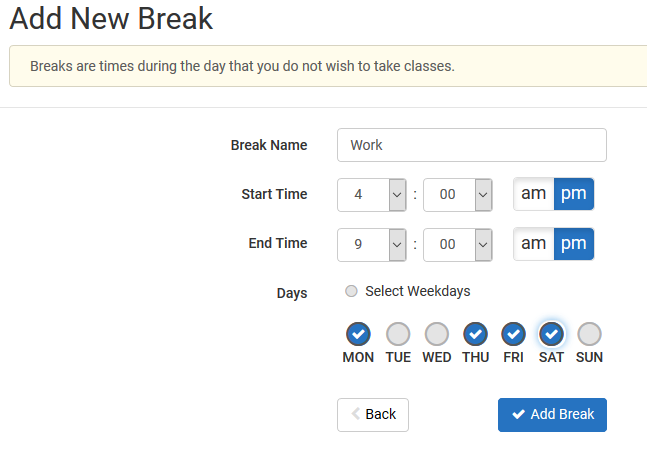 Add New Break
Breaks are times during the day that you do not wish to take classes.
Break Name Work
Start Time 4 : 00 am pm
End Time 9 : 00 am pm
Days Select Weekdays
MON TUE WED THU FRI SAT SUN
Back Add Break